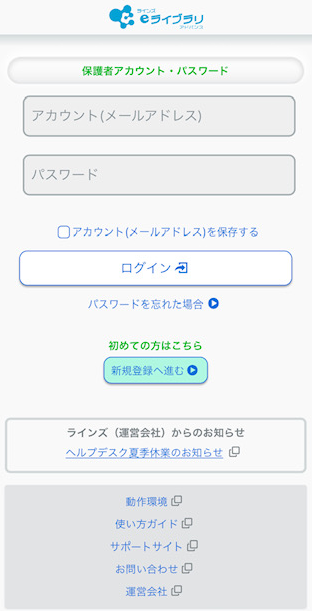 ラインズ
eライブラリ
アドバンス
保護者アカウント・パスワード
アカウント(メールアドレス)
パスワード
アカウント(メールアドレス)を保存する
ログイン
パスワードを忘れた場合
初めての方はこちら
新規登録へ進む
ラインズ（運営会社）からのお知らせ
ヘルプデスク夏季休業のお知らせ
動作環境
使い方ガイド
サポートサイト
お問い合わせ
運営会社